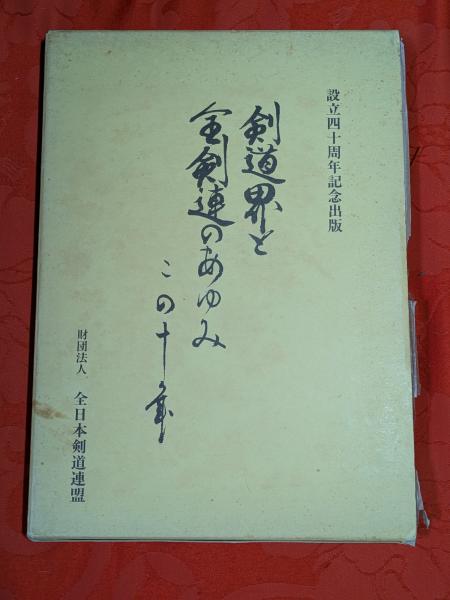 設立四十周年記念出版
剣道界と
全剣連のあゆみ
この十年
財団法人 全日本剣道連盟